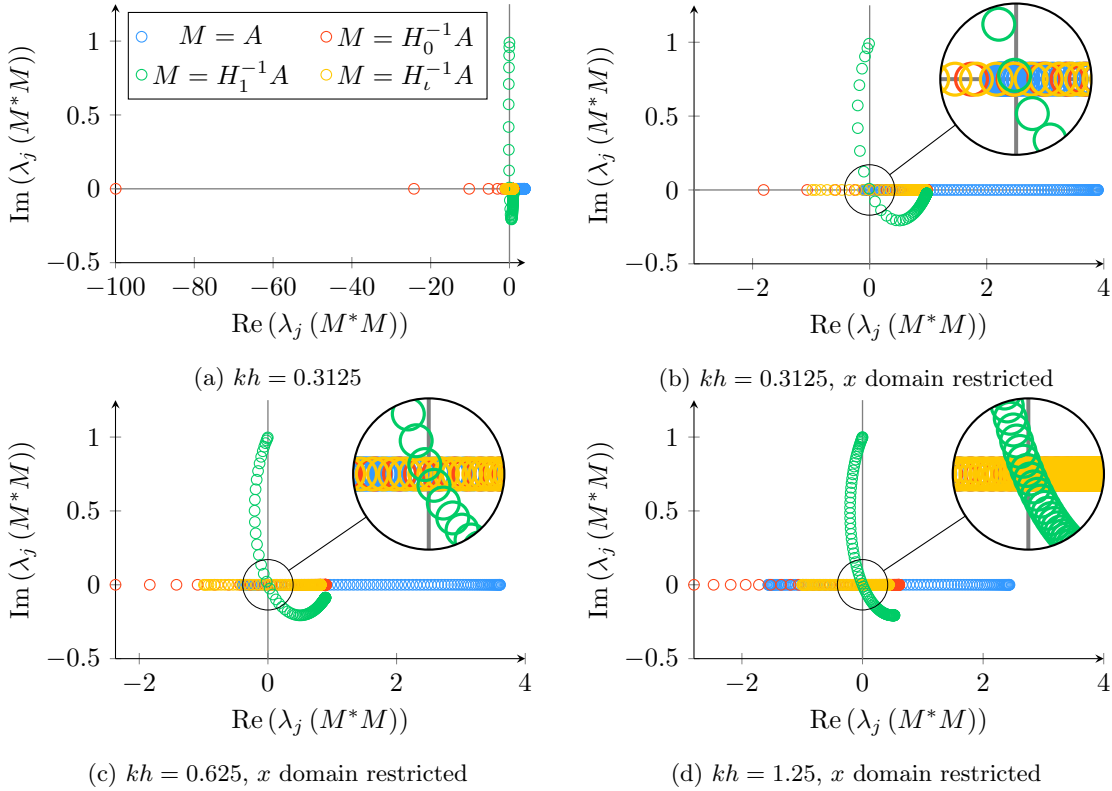 Im (λ_j (M*M))
1
0.5
0
−0.5
M = A
M = H_0^{-1}A
M = H_1^{-1}A
M = H_ι^{-1}A
−100 −80 −60 −40 −20 0
Re (λ_j (M*M))
(a) kh = 0.3125
Im (λ_j (M*M))
1
0.5
0
−0.5
−2 0 2 4
Re (λ_j (M*M))
(b) kh = 0.3125, x domain restricted
Im (λ_j (M*M))
1
0.5
0
−0.5
−2 0 2 4
Re (λ_j (M*M))
(c) kh = 0.625, x domain restricted
Im (λ_j (M*M))
1
0.5
0
−0.5
−2 0 2 4
Re (λ_j (M*M))
(d) kh = 1.25, x domain restricted